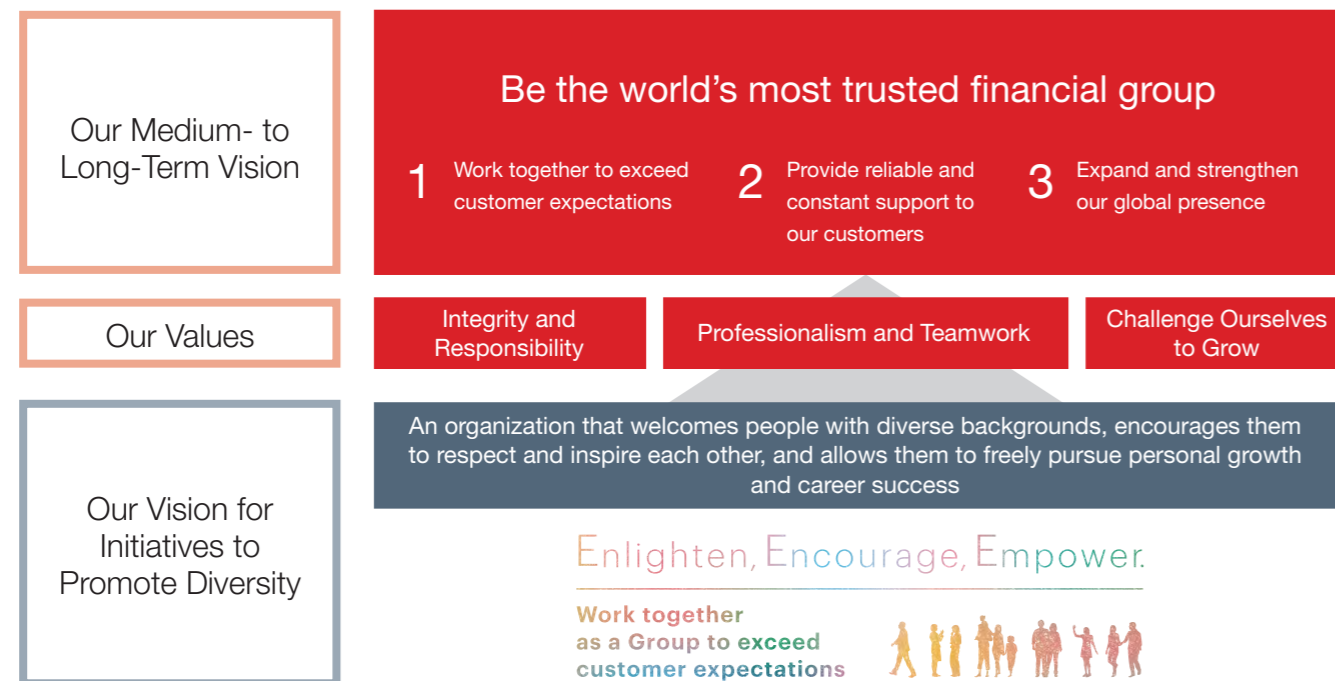 Our Medium- to
Long-Term Vision
Be the world’s most trusted financial group
1
Work together to exceed
customer expectations
2
Provide reliable and
constant support to
our customers
3
Expand and strengthen
our global presence
Our Values
Integrity and
Responsibility
Professionalism and Teamwork
Challenge Ourselves
to Grow
Our Vision for
Initiatives to
Promote Diversity
An organization that welcomes people with diverse backgrounds, encourages them
to respect and inspire each other, and allows them to freely pursue personal growth
and career success
Enlighten, Encourage, Empower.
Work together
as a Group to exceed
customer expectations